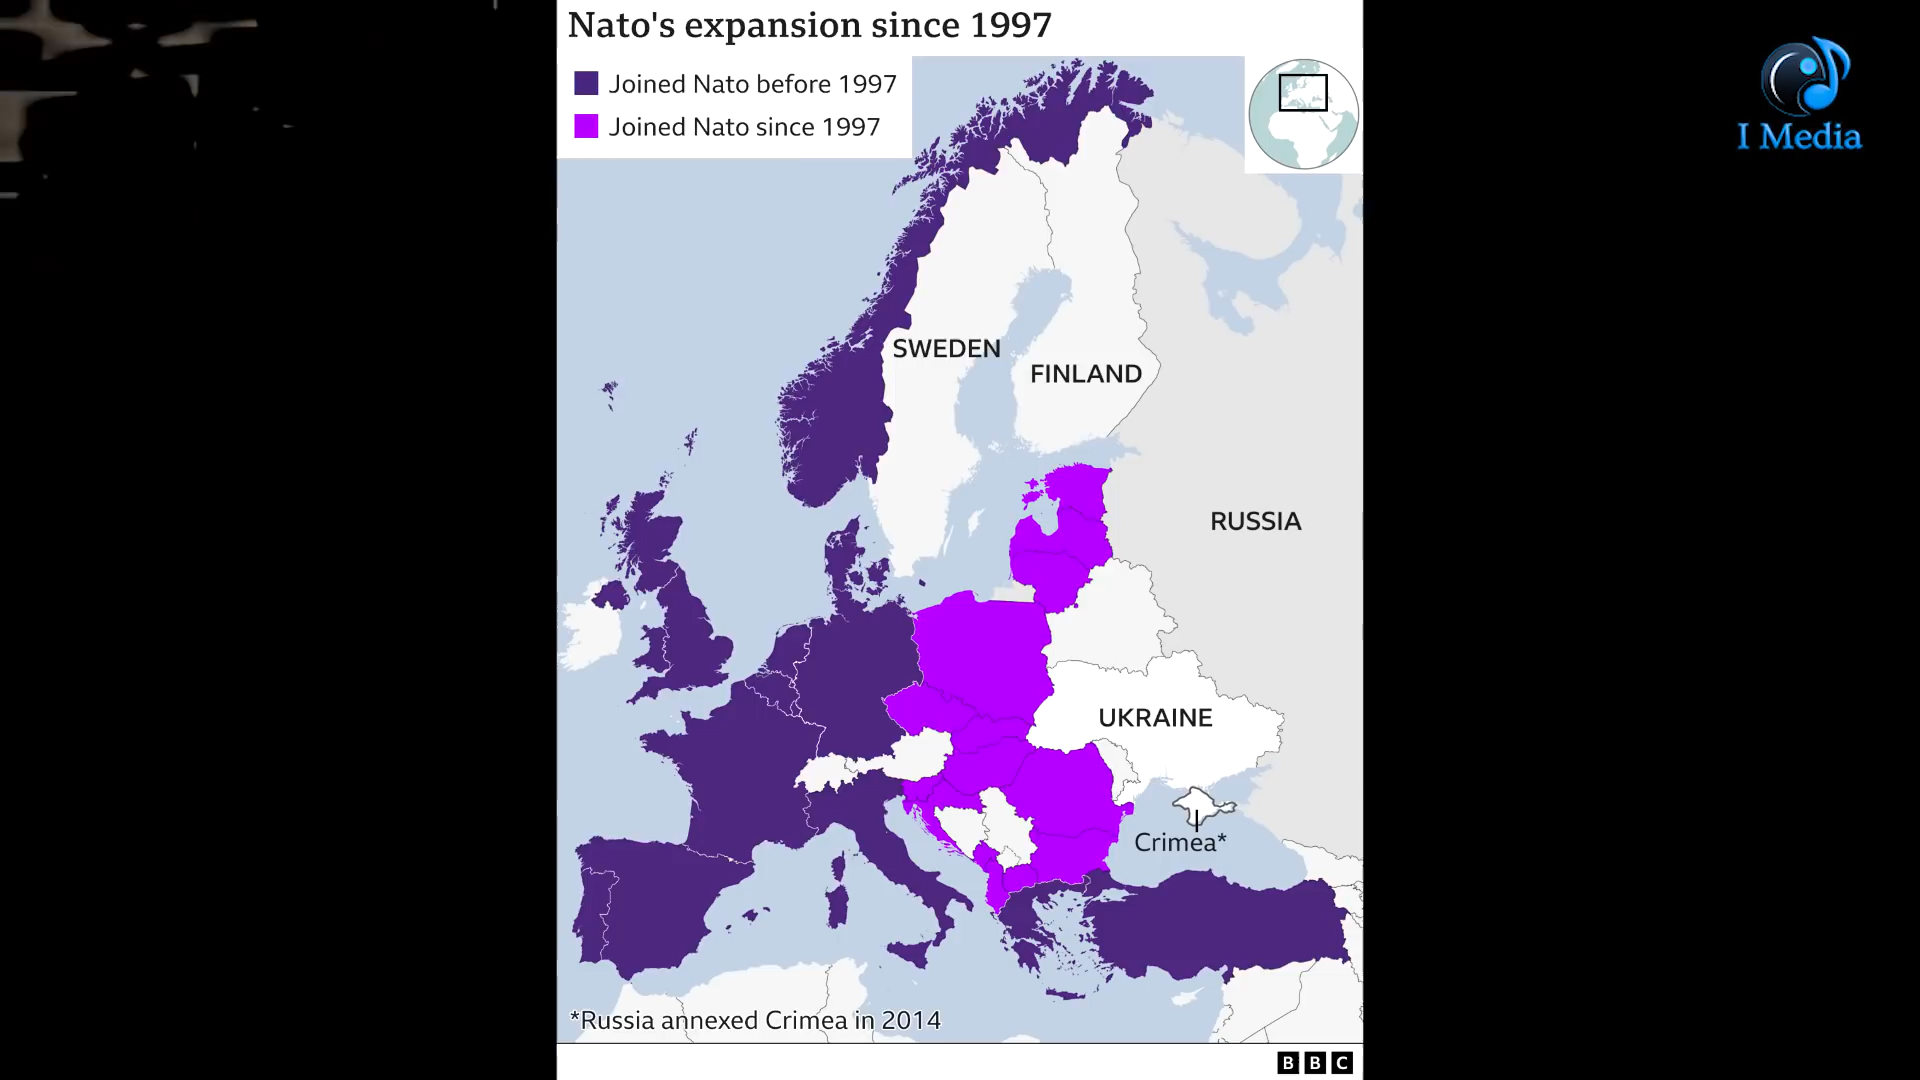 Nato's expansion since 1997
Joined Nato before 1997
Joined Nato since 1997
I Media
SWEDEN
FINLAND
RUSSIA
UKRAINE
Crimea*
*Russia annexed Crimea in 2014
BBC